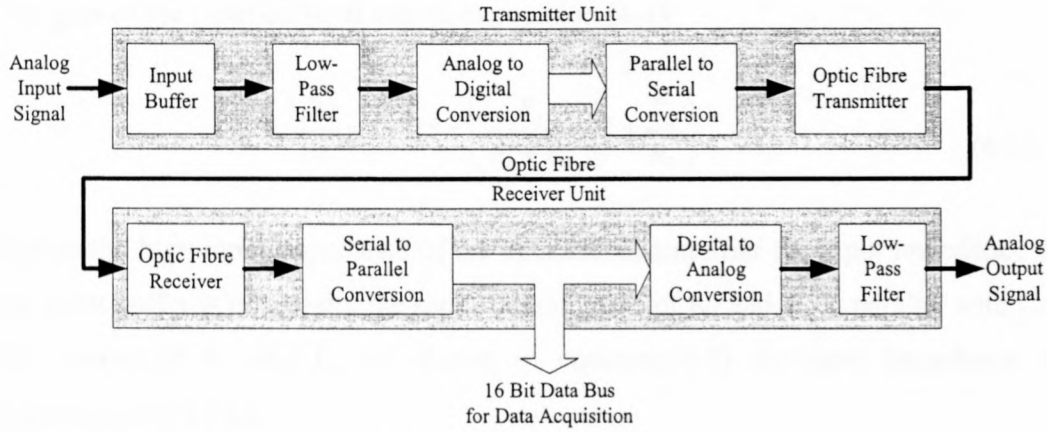 Transmitter Unit
Analog
Input
Signal
Input
Buffer
Low-
Pass
Filter
Analog to
Digital
Conversion
Parallel to
Serial
Conversion
Optic Fibre
Transmitter
Optic Fibre
Receiver Unit
Optic Fibre
Receiver
Serial to
Parallel
Conversion
Digital to
Analog
Conversion
Low-
Pass
Filter
Analog
Output
Signal
16 Bit Data Bus
for Data Acquisition